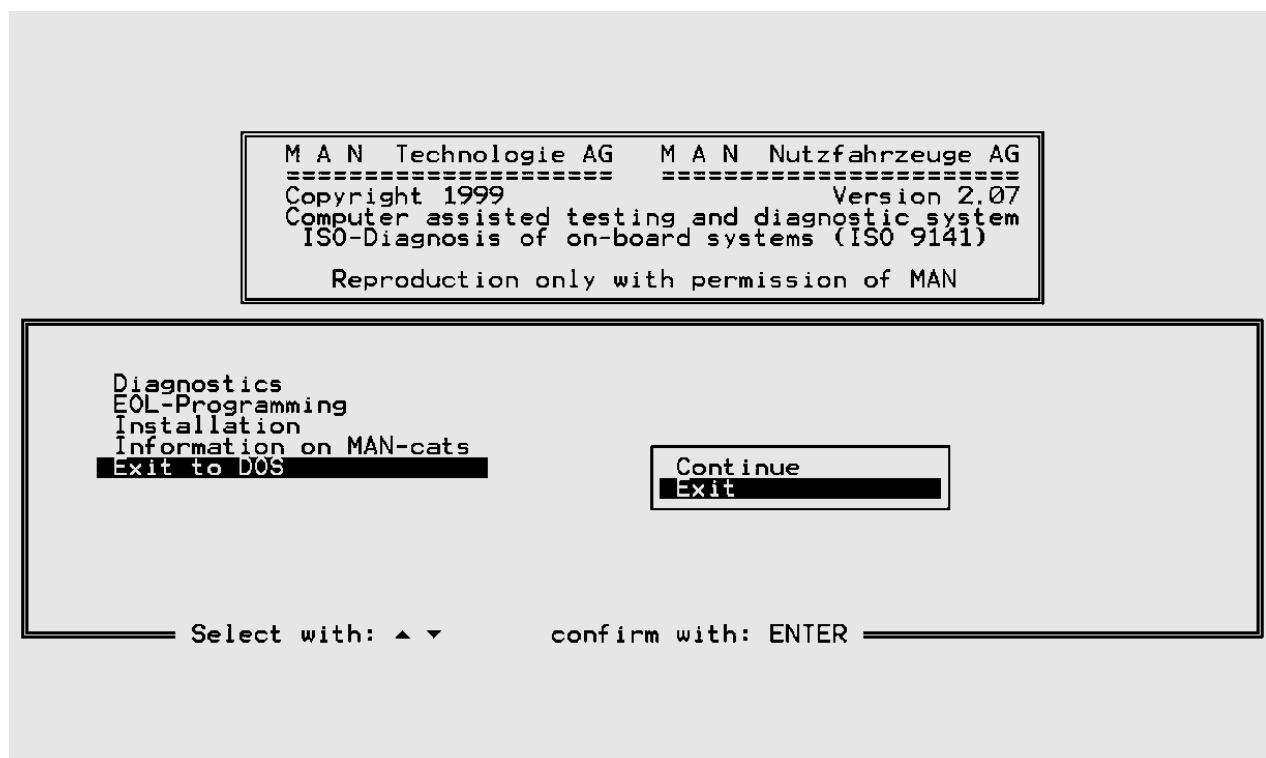 M A N  Technologie AG   M A N  Nutzfahrzeuge AG
=====================   =======================
Copyright 1999                     Version 2.07
Computer assisted testing and diagnostic system
ISO-Diagnosis of on-board systems (ISO 9141)
Reproduction only with permission of MAN
Diagnostics
EOL-Programming
Installation
Information on MAN-cats
Exit to DOS
Continue
Exit
Select with: ▲ ▼       confirm with: ENTER